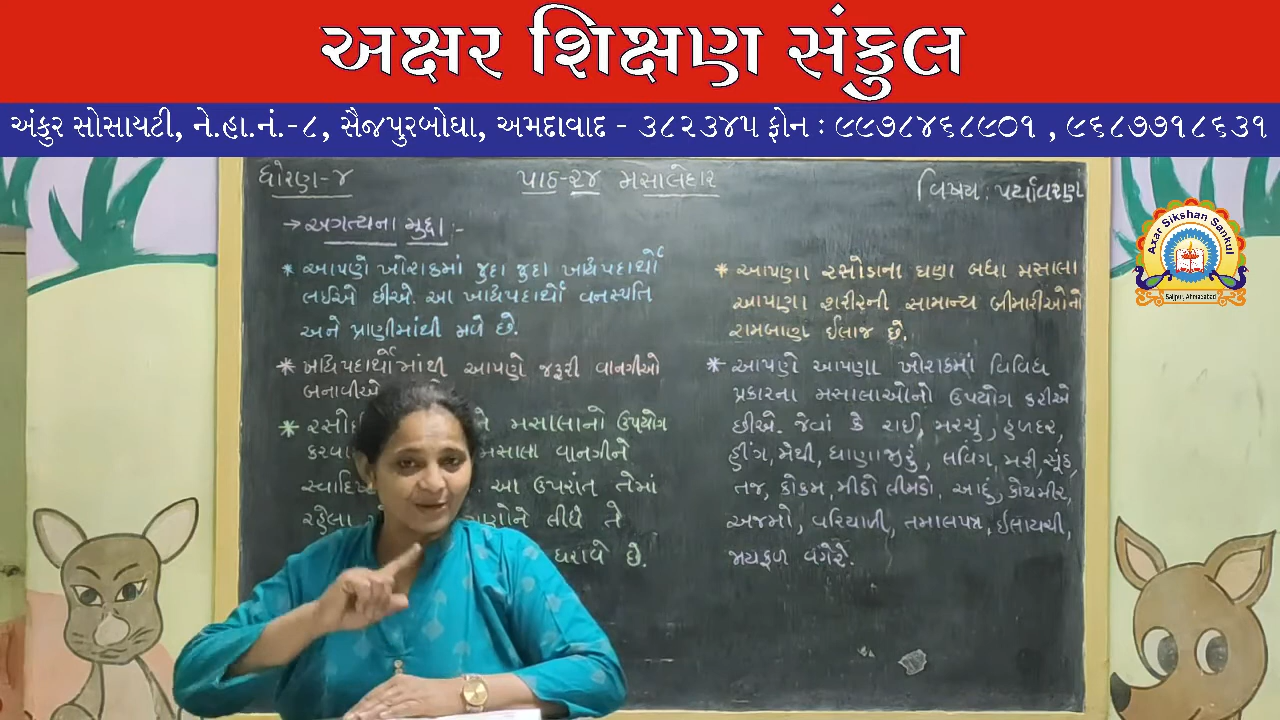 અક્ષર શિક્ષણ સંકુલ
અંકુર સોસાયટી, ને.હા.નં.-૮, સૈજપુરબોઘા, અમદાવાદ - ૩૮૨૩૪૫ ફોન : ૯૯૭૮૪૬૮૯૦૧ , ૯૬૮૭૭૧૮૬૩૧
ધોરણ-૪ પાઠ-૨૪ મસાલેદાર વિષય: પર્યાવરણ
→ અગત્યના મુદ્દા :-
* આપણે ખોરાકમાં જુદા જુદા ખાદ્યપદાર્થો
લઈએ છીએ. આ ખાદ્યપદાર્થો વનસ્પતિ
અને પ્રાણીમાંથી મળે છે.
* ખાદ્યપદાર્થોમાંથી આપણે જરૂરી વાનગીઓ
બનાવીએ
* મસાલાનો ઉપયોગ
મસાલા વાનગીને
આ ઉપરાંત તેમાં
રહેલા ગુણોને લીધે તે
ધરાવે છે.
* આપણા રસોડાના ઘણા બધા મસાલા
આપણા શરીરની સામાન્ય બીમારીઓનો
રામબાણ ઈલાજ છે.
* આપણે આપણા ખોરાકમાં વિવિધ
પ્રકારના મસાલાઓનો ઉપયોગ કરીએ
છીએ. જેવાં કે રાઈ, મરચું, હળદર,
હીંગ, મેથી, ધાણાજીરું, લવિંગ, મરી, સૂંઠ,
તજ, કોકમ, મીઠો લીમડો, આદું, કોથમીર,
અજમો, વરિયાળી, તમાલપત્ર, ઈલાયચી,
જાયફળ વગેરે.
Axar Sikshan Sankul
Saijpur, Ahmedabad